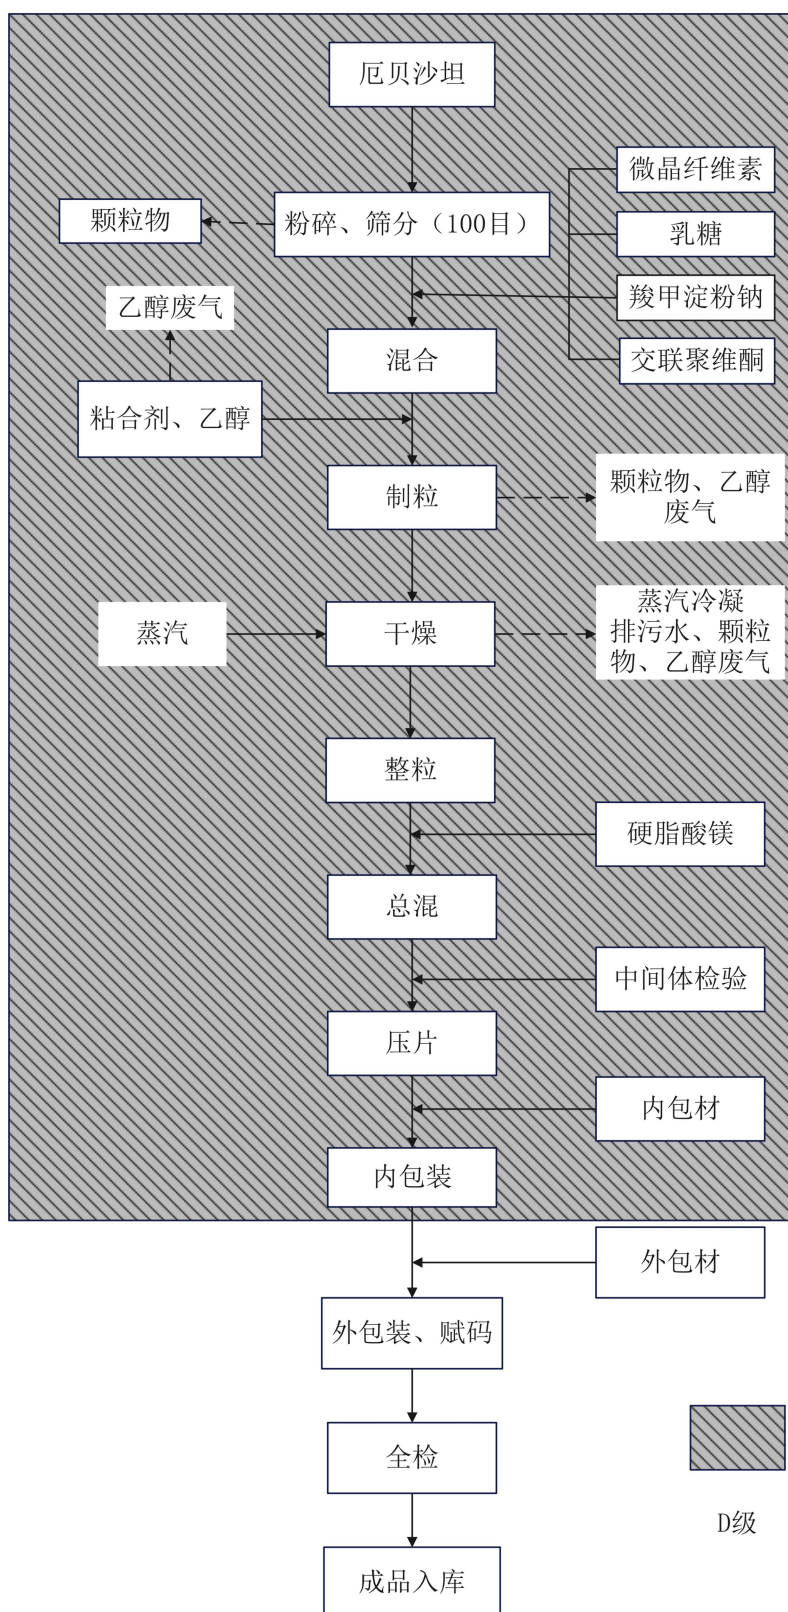 厄贝沙坦
微晶纤维素
颗粒物
粉碎、筛分（100目）
乳糖
乙醇废气
羧甲淀粉钠
混合
交联聚维酮
粘合剂、乙醇
制粒
颗粒物、乙醇
废气
蒸汽
干燥
蒸汽冷凝
排污水、颗粒
物、乙醇废气
整粒
硬脂酸镁
总混
中间体检验
压片
内包材
内包装
外包材
外包装、赋码
全检
D级
成品入库